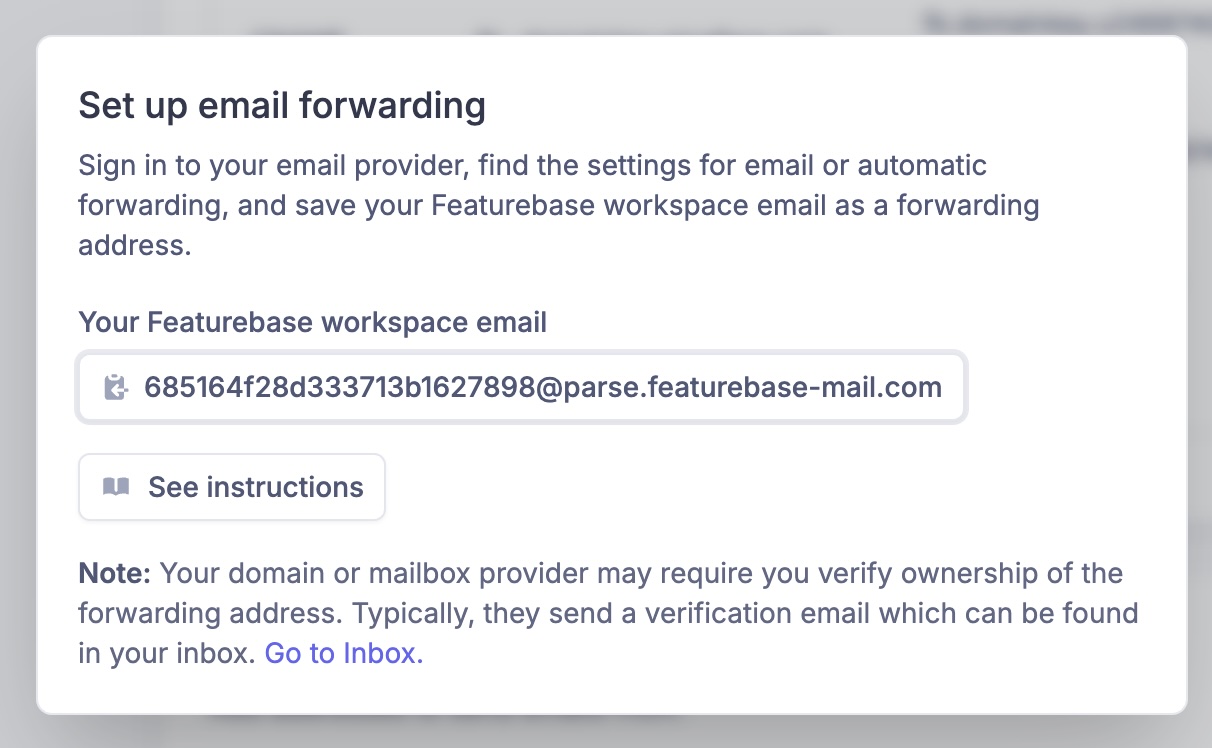 Set up email forwarding
Sign in to your email provider, find the settings for email or automatic
forwarding, and save your Featurebase workspace email as a forwarding
address.
Your Featurebase workspace email
685164f28d333713b1627898@parse.featurebase-mail.com
See instructions
Note: Your domain or mailbox provider may require you verify ownership of the
forwarding address. Typically, they send a verification email which can be found
in your inbox. Go to Inbox.